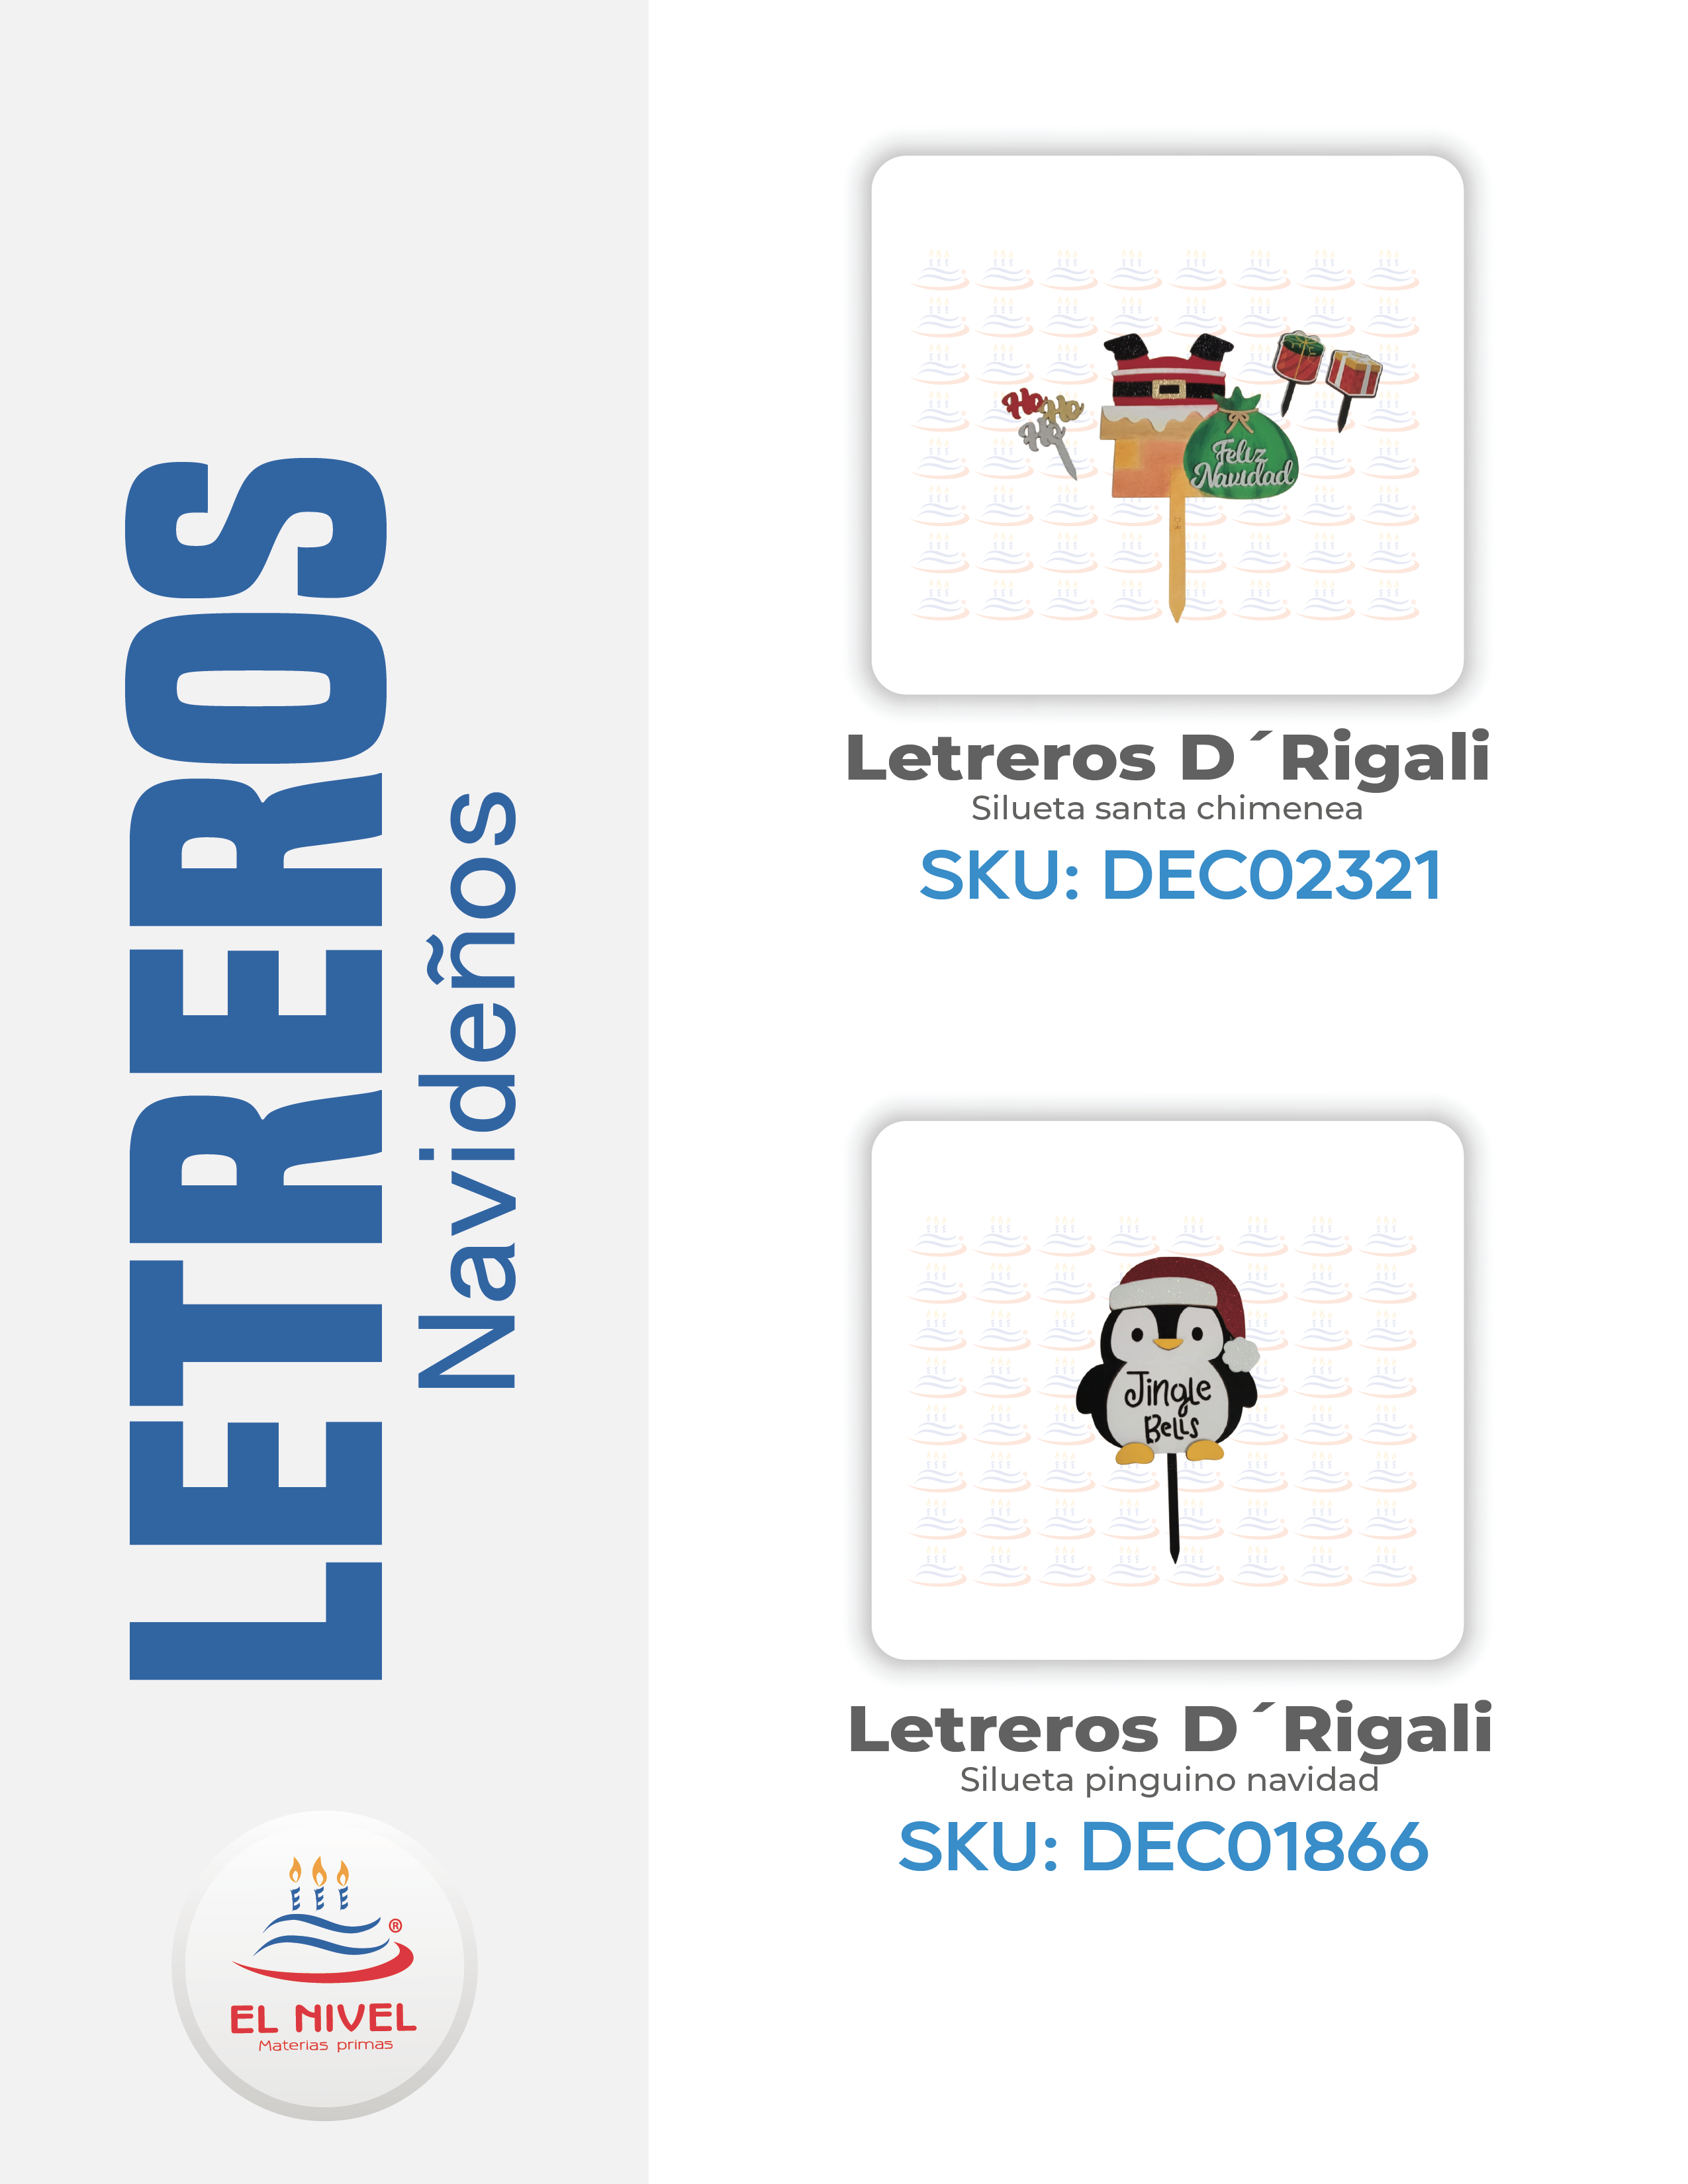 LETREROS
Navideños
Ho
Ho
Ho
Feliz
Navidad
Letreros D´Rigali
Silueta santa chimenea
SKU: DEC02321
Jingle
Bells
Letreros D´Rigali
Silueta pinguino navidad
SKU: DEC01866
®
EL NIVEL
Materias primas